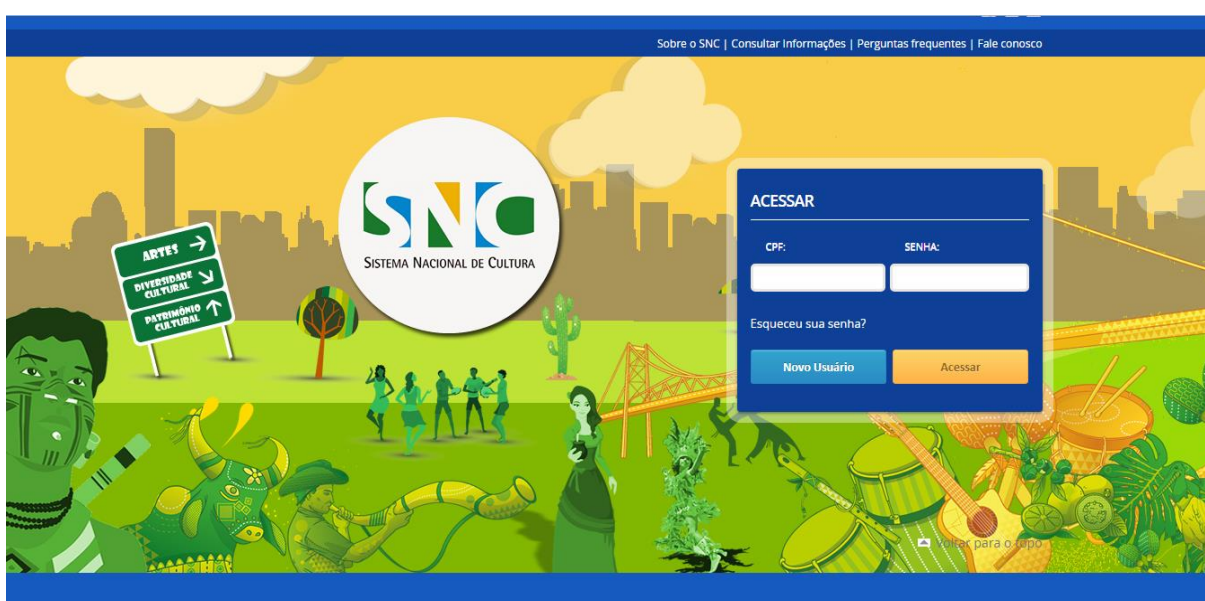 Sobre o SNC | Consultar Informações | Perguntas frequentes | Fale conosco
SNC
SISTEMA NACIONAL DE CULTURA
ARTES
DIVERSIDADE
CULTURAL
PATRIMÔNIO
CULTURAL
ACESSAR
CPF: SENHA:
Esqueceu sua senha?
Novo Usuário Acessar
Voltar para o topo